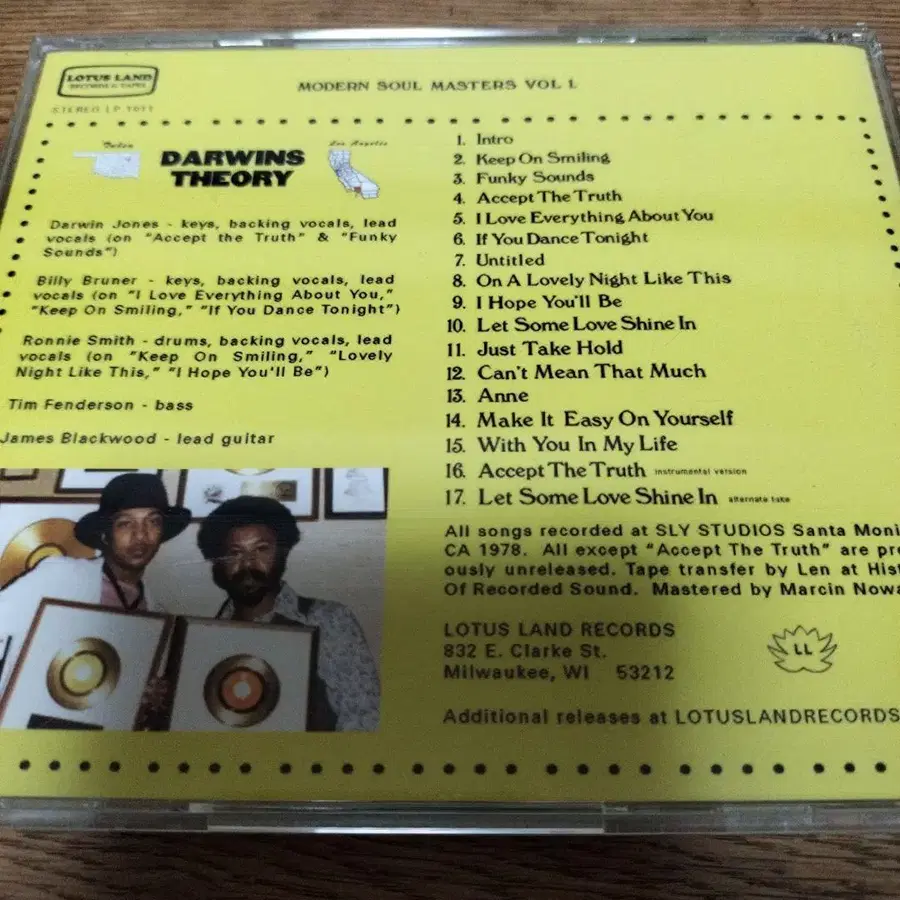 LOTUS LAND
RECORDS & TAPES
STEREO LP 1011
MODERN SOUL MASTERS VOL 1.
Tulsa
Los Angeles
DARWINS
THEORY
Darwin Jones - keys, backing vocals, lead
vocals (on "Accept the Truth" & "Funky
Sounds")
Billy Bruner - keys, backing vocals, lead
vocals (on "I Love Everything About You,"
"Keep On Smiling," "If You Dance Tonight")
Ronnie Smith - drums, backing vocals, lead
vocals (on "Keep On Smiling," "Lovely
Night Like This," "I Hope You'll Be")
Tim Fenderson - bass
James Blackwood - lead guitar
1. Intro
2. Keep On Smiling
3. Funky Sounds
4. Accept The Truth
5. I Love Everything About You
6. If You Dance Tonight
7. Untitled
8. On A Lovely Night Like This
9. I Hope You'll Be
10. Let Some Love Shine In
11. Just Take Hold
12. Can't Mean That Much
13. Anne
14. Make It Easy On Yourself
15. With You In My Life
16. Accept The Truth instrumental version
17. Let Some Love Shine In alternate take
All songs recorded at SLY STUDIOS Santa Moni
CA 1978. All except "Accept The Truth" are pre
ously unreleased. Tape transfer by Len at Hist
Of Recorded Sound. Mastered by Marcin Nowa
LOTUS LAND RECORDS
832 E. Clarke St.
Milwaukee, WI 53212
LL
Additional releases at LOTUSLANDRECORDS